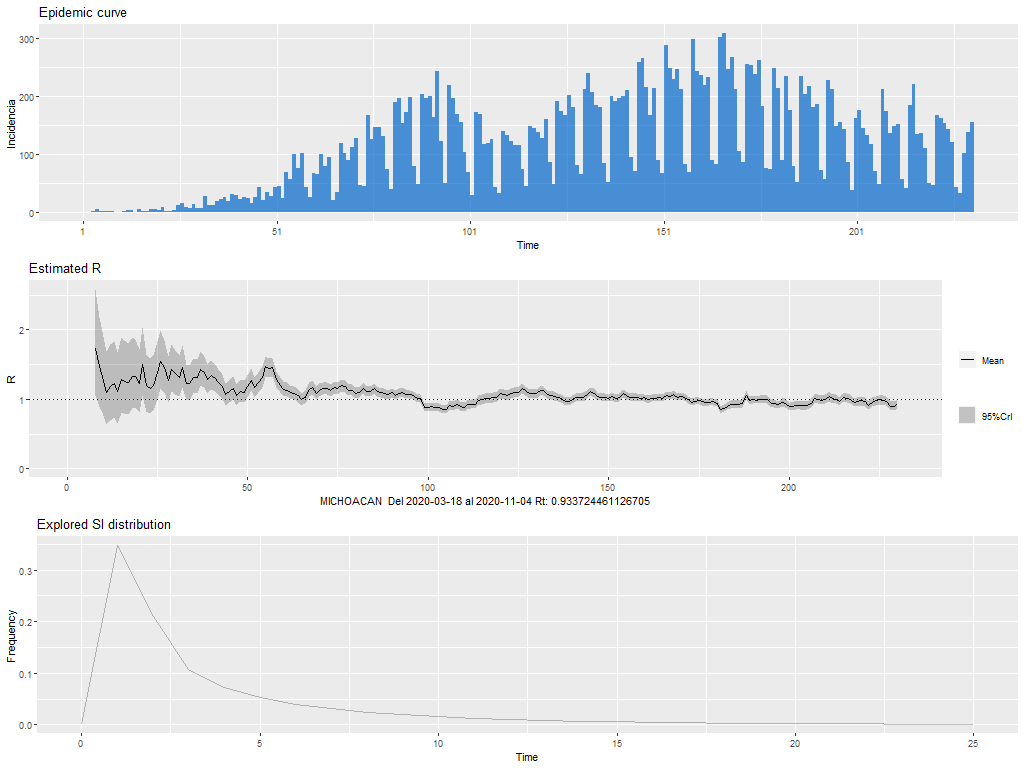 Epidemic curve
300
200
100
0
Incidencia
1 51 101 151 201
Time
Estimated R
2
1
0
R
Mean
95%CrI
0 50 100 150 200
MICHOACAN Del 2020-03-18 al 2020-11-04 Rt: 0.933724461126705
Explored SI distribution
0.3
0.2
0.1
0.0
Frequency
0 5 10 15 20 25
Time